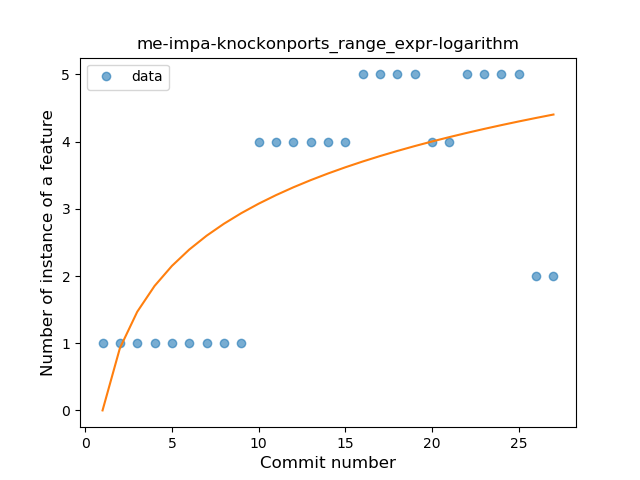 me-impa-knockonports_range_expr-logarithm
data
Number of instance of a feature
5
4
3
2
1
0
0 5 10 15 20 25
Commit number